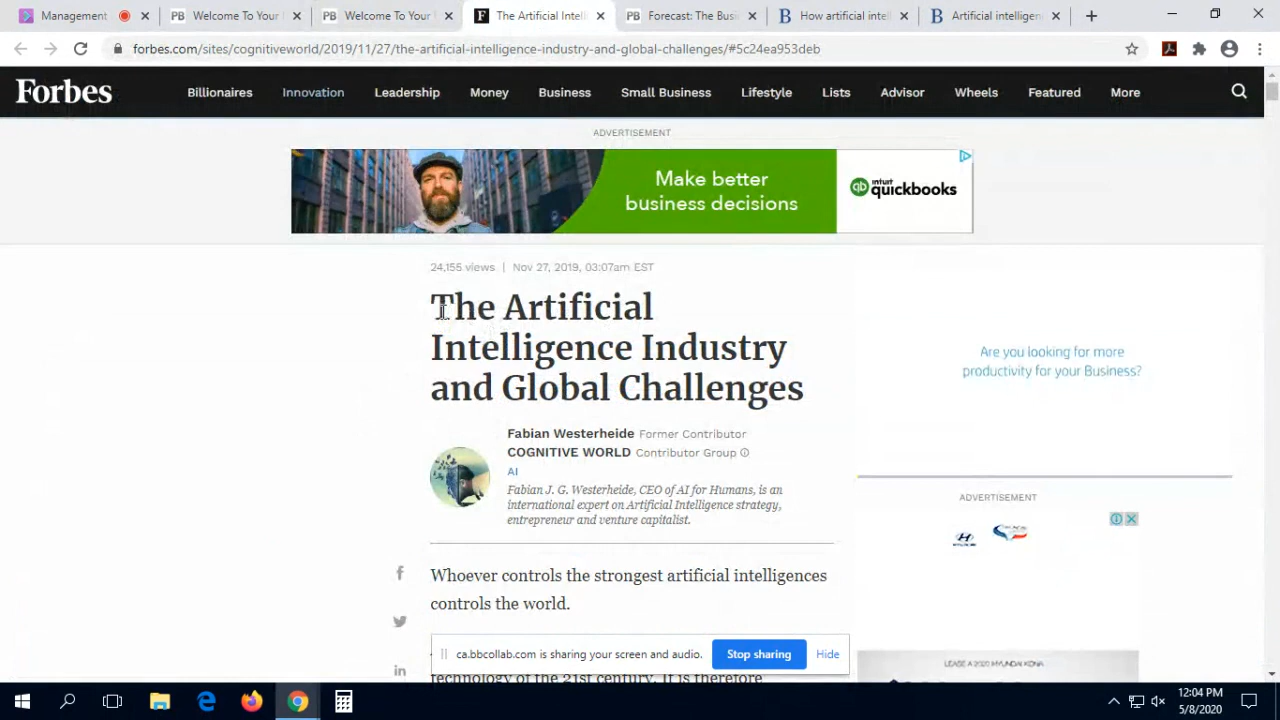 Management
Welcome To Your
Welcome To Your
The Artificial Intel
Forecast: The Busi
How artificial intel
Artificial intelligen
forbes.com/sites/cognitiveworld/2019/11/27/the-artificial-intelligence-industry-and-global-challenges/#5c24ea953deb
Forbes Billionaires Innovation Leadership Money Business Small Business Lifestyle Lists Advisor Wheels Featured More
ADVERTISEMENT
Make better
business decisions
intuit
quickbooks
24,155 views | Nov 27, 2019, 03:07am EST
The Artificial
Intelligence Industry
and Global Challenges
Fabian Westerheide Former Contributor
COGNITIVE WORLD Contributor Group
AI
Fabian J. G. Westerheide, CEO of AI for Humans, is an
international expert on Artificial Intelligence strategy,
entrepreneur and venture capitalist.
Whoever controls the strongest artificial intelligences
controls the world.
technology of the 21st century. It is therefore
ca.bbcollab.com is sharing your screen and audio. Stop sharing Hide
Are you looking for more
productivity for your Business?
ADVERTISEMENT
HYUNDAI
LEASE A 2020 HYUNDAI KONA
12:04 PM
5/8/2020